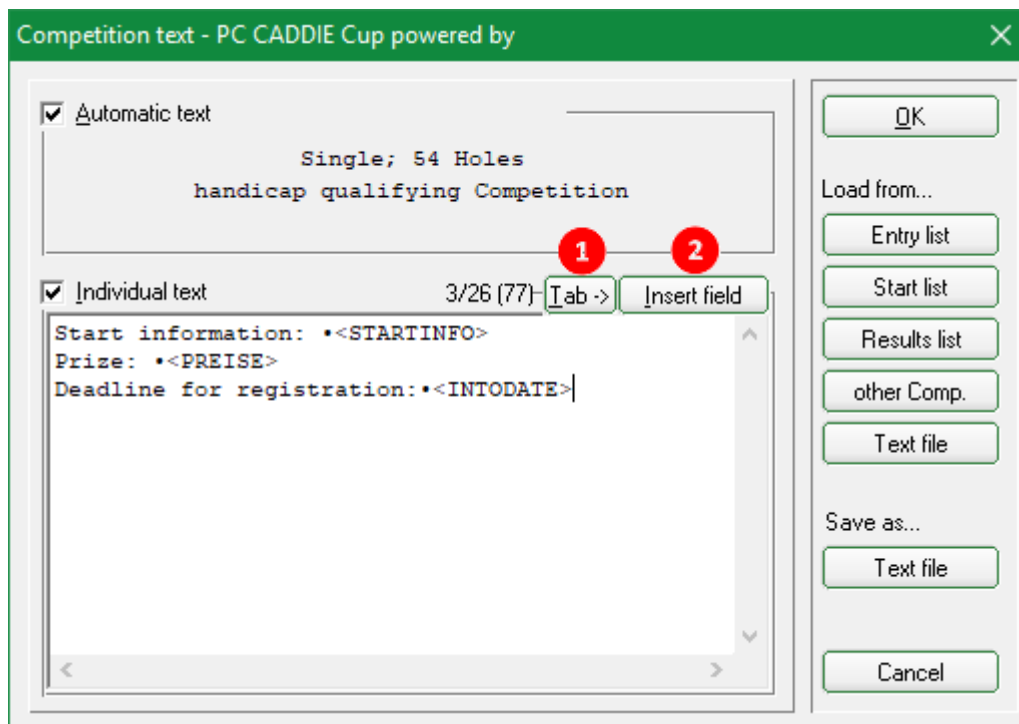 Competition text - PC CADDIE Cup powered by
Automatic text
Single; 54 Holes
handicap qualifying Competition
1
2
Individual text 3/26 (77) Tab -> Insert field
Start information: •<STARTINFO>
Prize: •<PREISE>
Deadline for registration:•<INTODATE>
OK
Load from...
Entry list
Start list
Results list
other Comp.
Text file
Save as...
Text file
Cancel